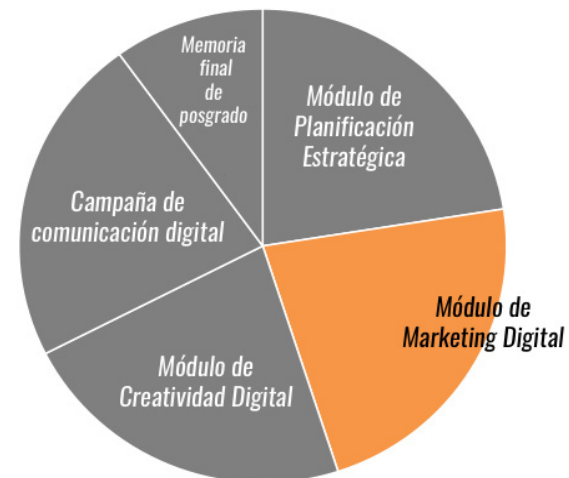 Memoria
final
de
posgrado
Módulo de
Planificación
Estratégica
Campaña de
comunicación digital
Módulo de
Marketing Digital
Módulo de
Creatividad Digital